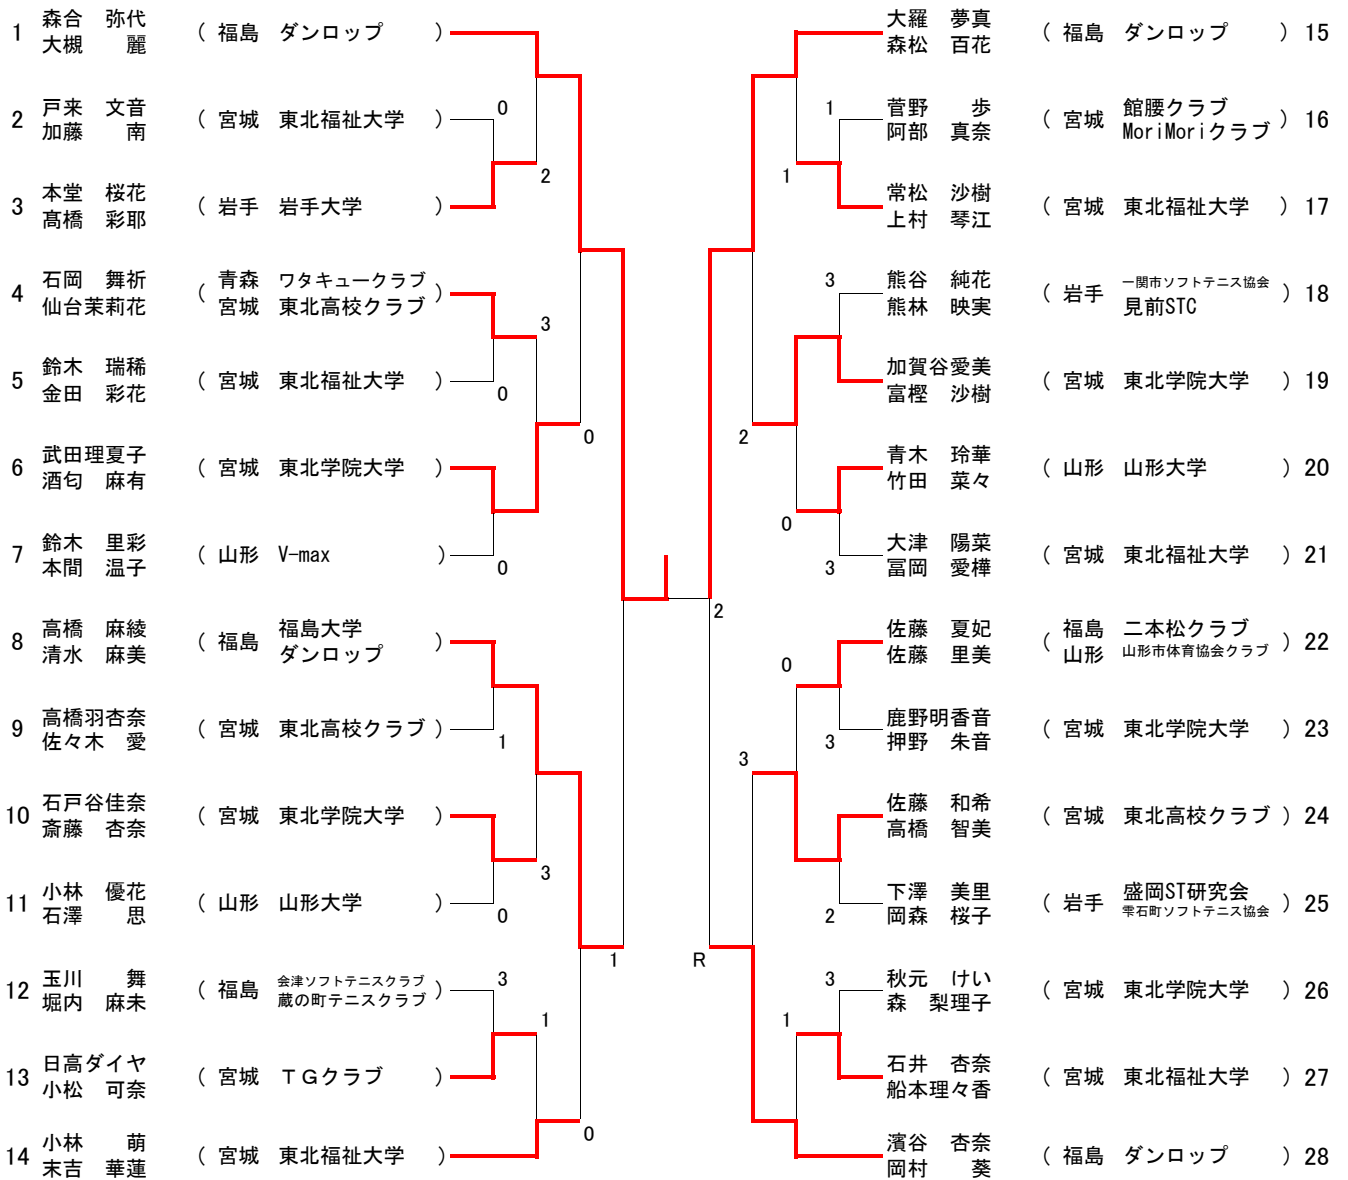 1 森合　弥代 大槻　　麗 ( 福島 ダンロップ )
2 戸来　文音 加藤　　南 ( 宮城 東北福祉大学 )
3 本堂　桜花 髙橋　彩耶 ( 岩手 岩手大学 )
4 石岡　舞祈 仙台茉莉花 ( 青森 ワタキュークラブ 宮城 東北高校クラブ )
5 鈴木　瑞稀 金田　彩花 ( 宮城 東北福祉大学 )
6 武田理夏子 酒匂　麻有 ( 宮城 東北学院大学 )
7 鈴木　里彩 本間　温子 ( 山形 V-max )
8 高橋　麻綾 清水　麻美 ( 福島 福島大学 ダンロップ )
9 高橋羽杏奈 佐々木　愛 ( 宮城 東北高校クラブ )
10 石戸谷佳奈 斎藤　杏奈 ( 宮城 東北学院大学 )
11 小林　優花 石澤　　思 ( 山形 山形大学 )
12 玉川　　舞 堀内　麻未 ( 福島 会津ソフトテニスクラブ 蔵の町テニスクラブ )
13 日高ダイヤ 小松　可奈 ( 宮城 ＴＧクラブ )
14 小林　　萌 末吉　華蓮 ( 宮城 東北福祉大学 )
0
2
3
0
0
0
1
3
0
3
1
0
1
2
R
1
1
3
2
0
3
0
3
3
2
3
1
大羅　夢真 森松　百花 ( 福島 ダンロップ ) 15
菅野　　歩 阿部　真奈 ( 宮城 館腰クラブ MoriMoriクラブ ) 16
常松　沙樹 上村　琴江 ( 宮城 東北福祉大学 ) 17
熊谷　純花 熊林　映実 ( 岩手 一関市ソフトテニス協会 見前STC ) 18
加賀谷愛美 富樫　沙樹 ( 宮城 東北学院大学 ) 19
青木　玲華 竹田　菜々 ( 山形 山形大学 ) 20
大津　陽菜 冨岡　愛樺 ( 宮城 東北福祉大学 ) 21
佐藤　夏妃 佐藤　里美 ( 福島 二本松クラブ 山形 山形市体育協会クラブ ) 22
鹿野明香音 押野　朱音 ( 宮城 東北学院大学 ) 23
佐藤　和希 高橋　智美 ( 宮城 東北高校クラブ ) 24
下澤　美里 岡森　桜子 ( 岩手 盛岡ST研究会 雫石町ソフトテニス協会 ) 25
秋元　けい 森　梨理子 ( 宮城 東北学院大学 ) 26
石井　杏奈 船本理々香 ( 宮城 東北福祉大学 ) 27
濱谷　杏奈 岡村　　葵 ( 福島 ダンロップ ) 28